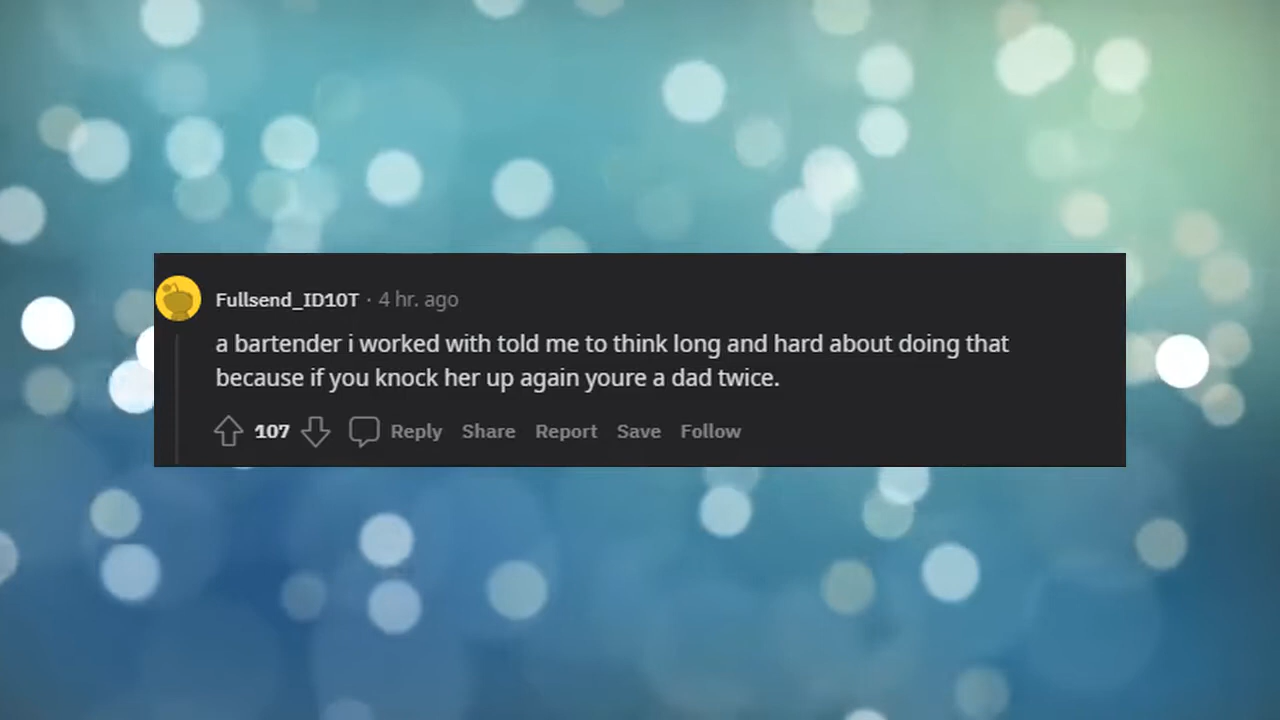 Fullsend_ID10T · 4 hr. ago
a bartender i worked with told me to think long and hard about doing that
because if you knock her up again youre a dad twice.
107 Reply Share Report Save Follow